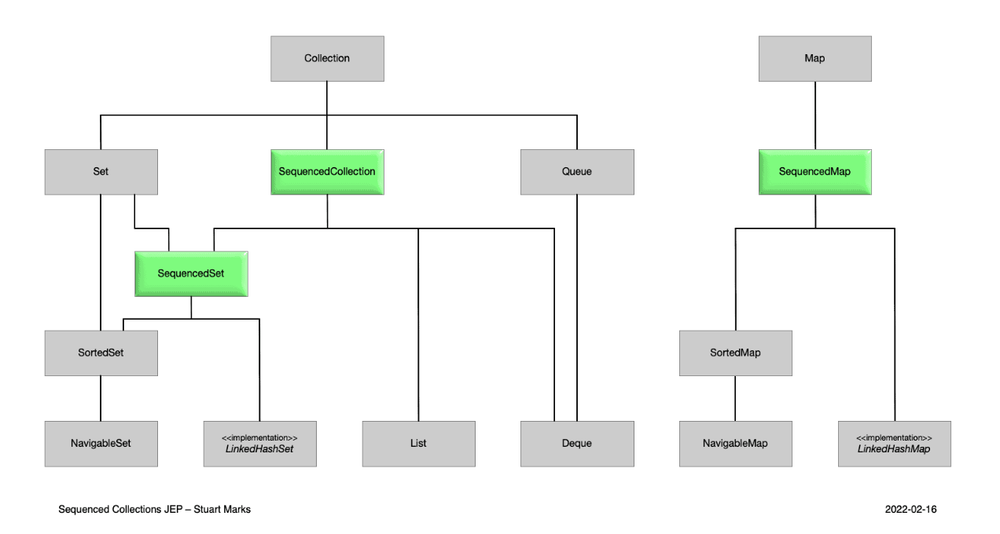 Collection
Map
Set
SequencedCollection
Queue
SequencedMap
SequencedSet
SortedSet
SortedMap
NavigableSet
<<implementation>>
LinkedHashSet
List
Deque
NavigableMap
<<implementation>>
LinkedHashMap
Sequenced Collections JEP – Stuart Marks
2022-02-16